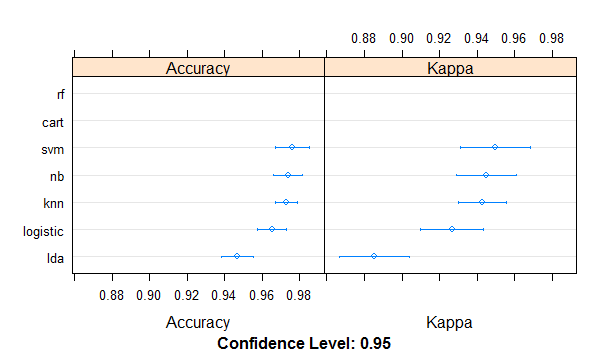 0.88 0.90 0.92 0.94 0.96 0.98
Accuracy Kappa
rf
cart
svm
nb
knn
logistic
lda
0.88 0.90 0.92 0.94 0.96 0.98
Accuracy Kappa
Confidence Level: 0.95